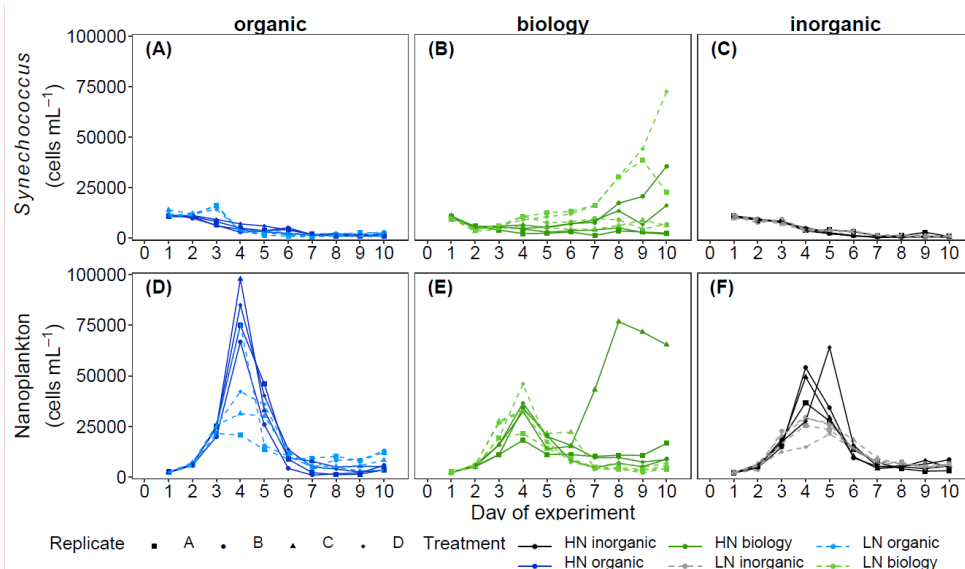 organic biology inorganic
(A) (B) (C)
Synechococcus
(cells mL⁻¹)
100000
75000
50000
25000
0
0 1 2 3 4 5 6 7 8 9 10 0 1 2 3 4 5 6 7 8 9 10 0 1 2 3 4 5 6 7 8 9 10
(D) (E) (F)
Nanoplankton
(cells mL⁻¹)
100000
75000
50000
25000
0
0 1 2 3 4 5 6 7 8 9 10 0 1 2 3 4 5 6 7 8 9 10 0 1 2 3 4 5 6 7 8 9 10
Day of experiment
Replicate A B C D Treatment HN inorganic HN biology LN organic
HN organic LN inorganic LN biology